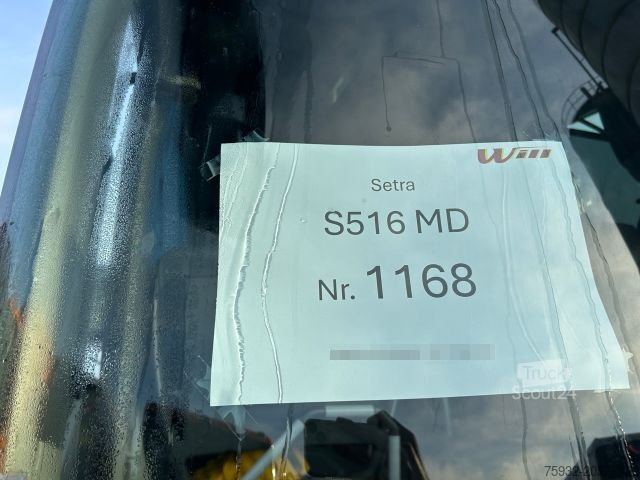 Will
Setra
S516 MD
Nr. 1168
Truck
Scout24